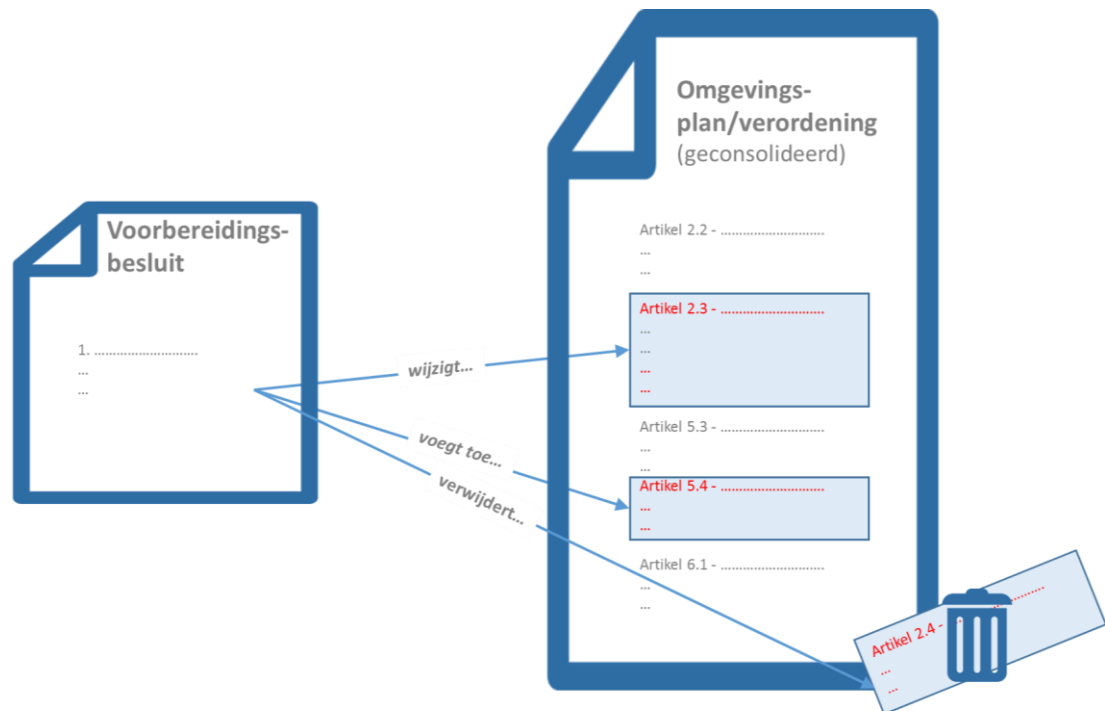 Voorbereidings-
besluit
1. ...........................
...
...
wijzigt...
voegt toe...
verwijdert...
Omgevings-
plan/verordening
(geconsolideerd)
Artikel 2.2 - ...........................
...
...
Artikel 2.3 - ...........................
...
...
...
...
Artikel 5.3 - ...........................
...
...
Artikel 5.4 - ...........................
...
...
Artikel 6.1 - ...........................
...
...
Artikel 2.4 - ...........................
...
...